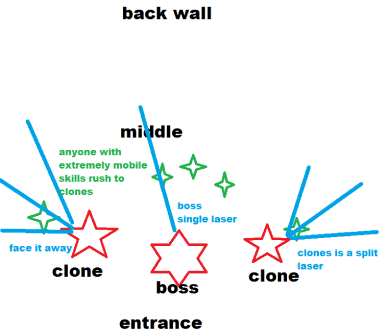 back wall
middle
anyone with
extremely mobile
skills rush to
clones
boss
single laser
face it away
clones is a split
laser
clone
boss
clone
entrance